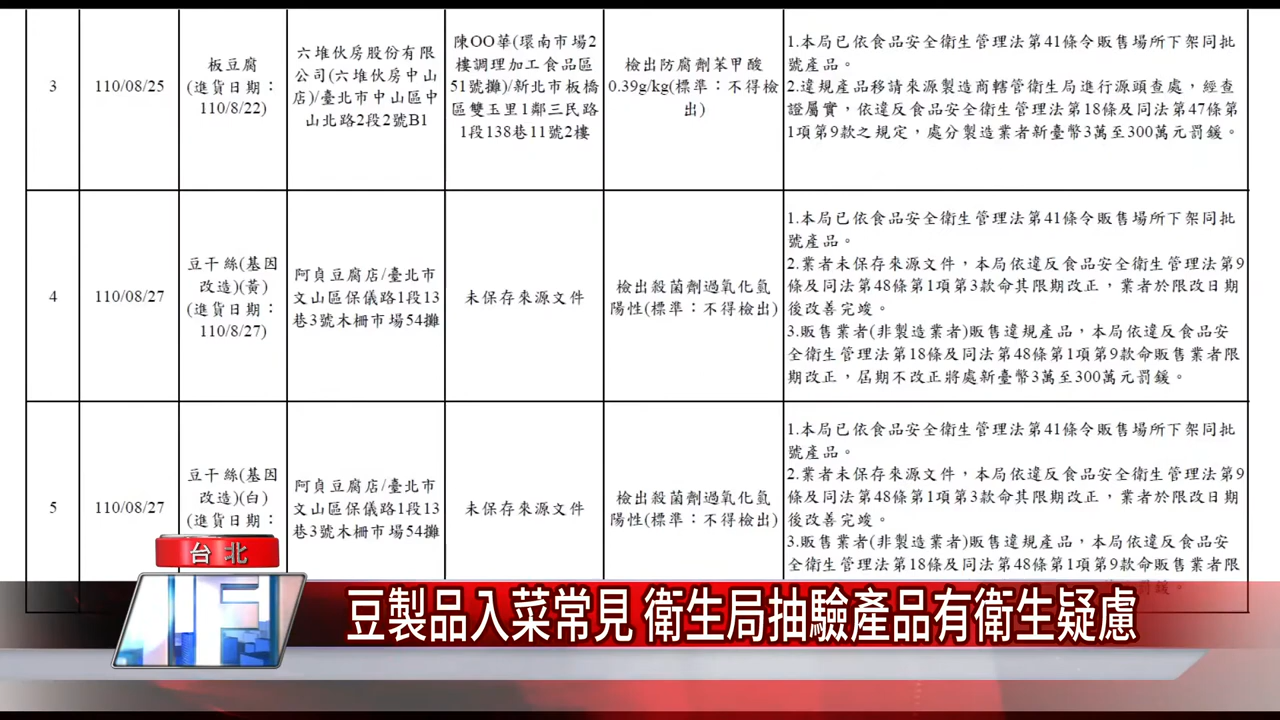 3
110/08/25
板豆腐
(進貨日期：
110/8/22)
六堆伙房股份有限
公司(六堆伙房中山
店)/臺北市中山區中
山北路2段2號B1
陳OO華(環南市場2
樓調理加工食品區
51號攤)/新北市板橋
區雙玉里1鄰三民路
1段138巷11號2樓
檢出防腐劑苯甲酸
0.39g/kg(標準：不得檢
出)
1.本局已依食品安全衛生管理法第41條令販售場所下架同批
號產品。
2.違規產品移請來源製造商轄管衛生局進行源頭查處，經查
證屬實，依違反食品安全衛生管理法第18條及同法第47條第
1項第9款之規定，處分製造業者新臺幣3萬至300萬元罰鍰。
4
110/08/27
豆干絲(基因
改造)(黃)
(進貨日期：
110/8/27)
阿貞豆腐店/臺北市
文山區保儀路1段13
巷3號木柵市場54攤
未保存來源文件
檢出殺菌劑過氧化氫
陽性(標準：不得檢出)
1.本局已依食品安全衛生管理法第41條令販售場所下架同批
號產品。
2.業者未保存來源文件，本局依違反食品安全衛生管理法第9
條及同法第48條第1項第3款命其限期改正，業者於限改日期
後改善完竣。
3.販售業者(非製造業者)販售違規產品，本局依違反食品安
全衛生管理法第18條及同法第48條第1項第9款命販售業者限
期改正，屆期不改正將處新臺幣3萬至300萬元罰鍰。
5
110/08/27
豆干絲(基因
改造)(白)
(進貨日期：
阿貞豆腐店/臺北市
文山區保儀路1段13
巷3號木柵市場54攤
未保存來源文件
檢出殺菌劑過氧化氫
陽性(標準：不得檢出)
1.本局已依食品安全衛生管理法第41條令販售場所下架同批
號產品。
2.業者未保存來源文件，本局依違反食品安全衛生管理法第9
條及同法第48條第1項第3款命其限期改正，業者於限改日期
後改善完竣。
3.販售業者(非製造業者)販售違規產品，本局依違反食品安
全衛生管理法第18條及同法第48條第1項第9款命販售業者限
台北
豆製品入菜常見 衛生局抽驗產品有衛生疑慮